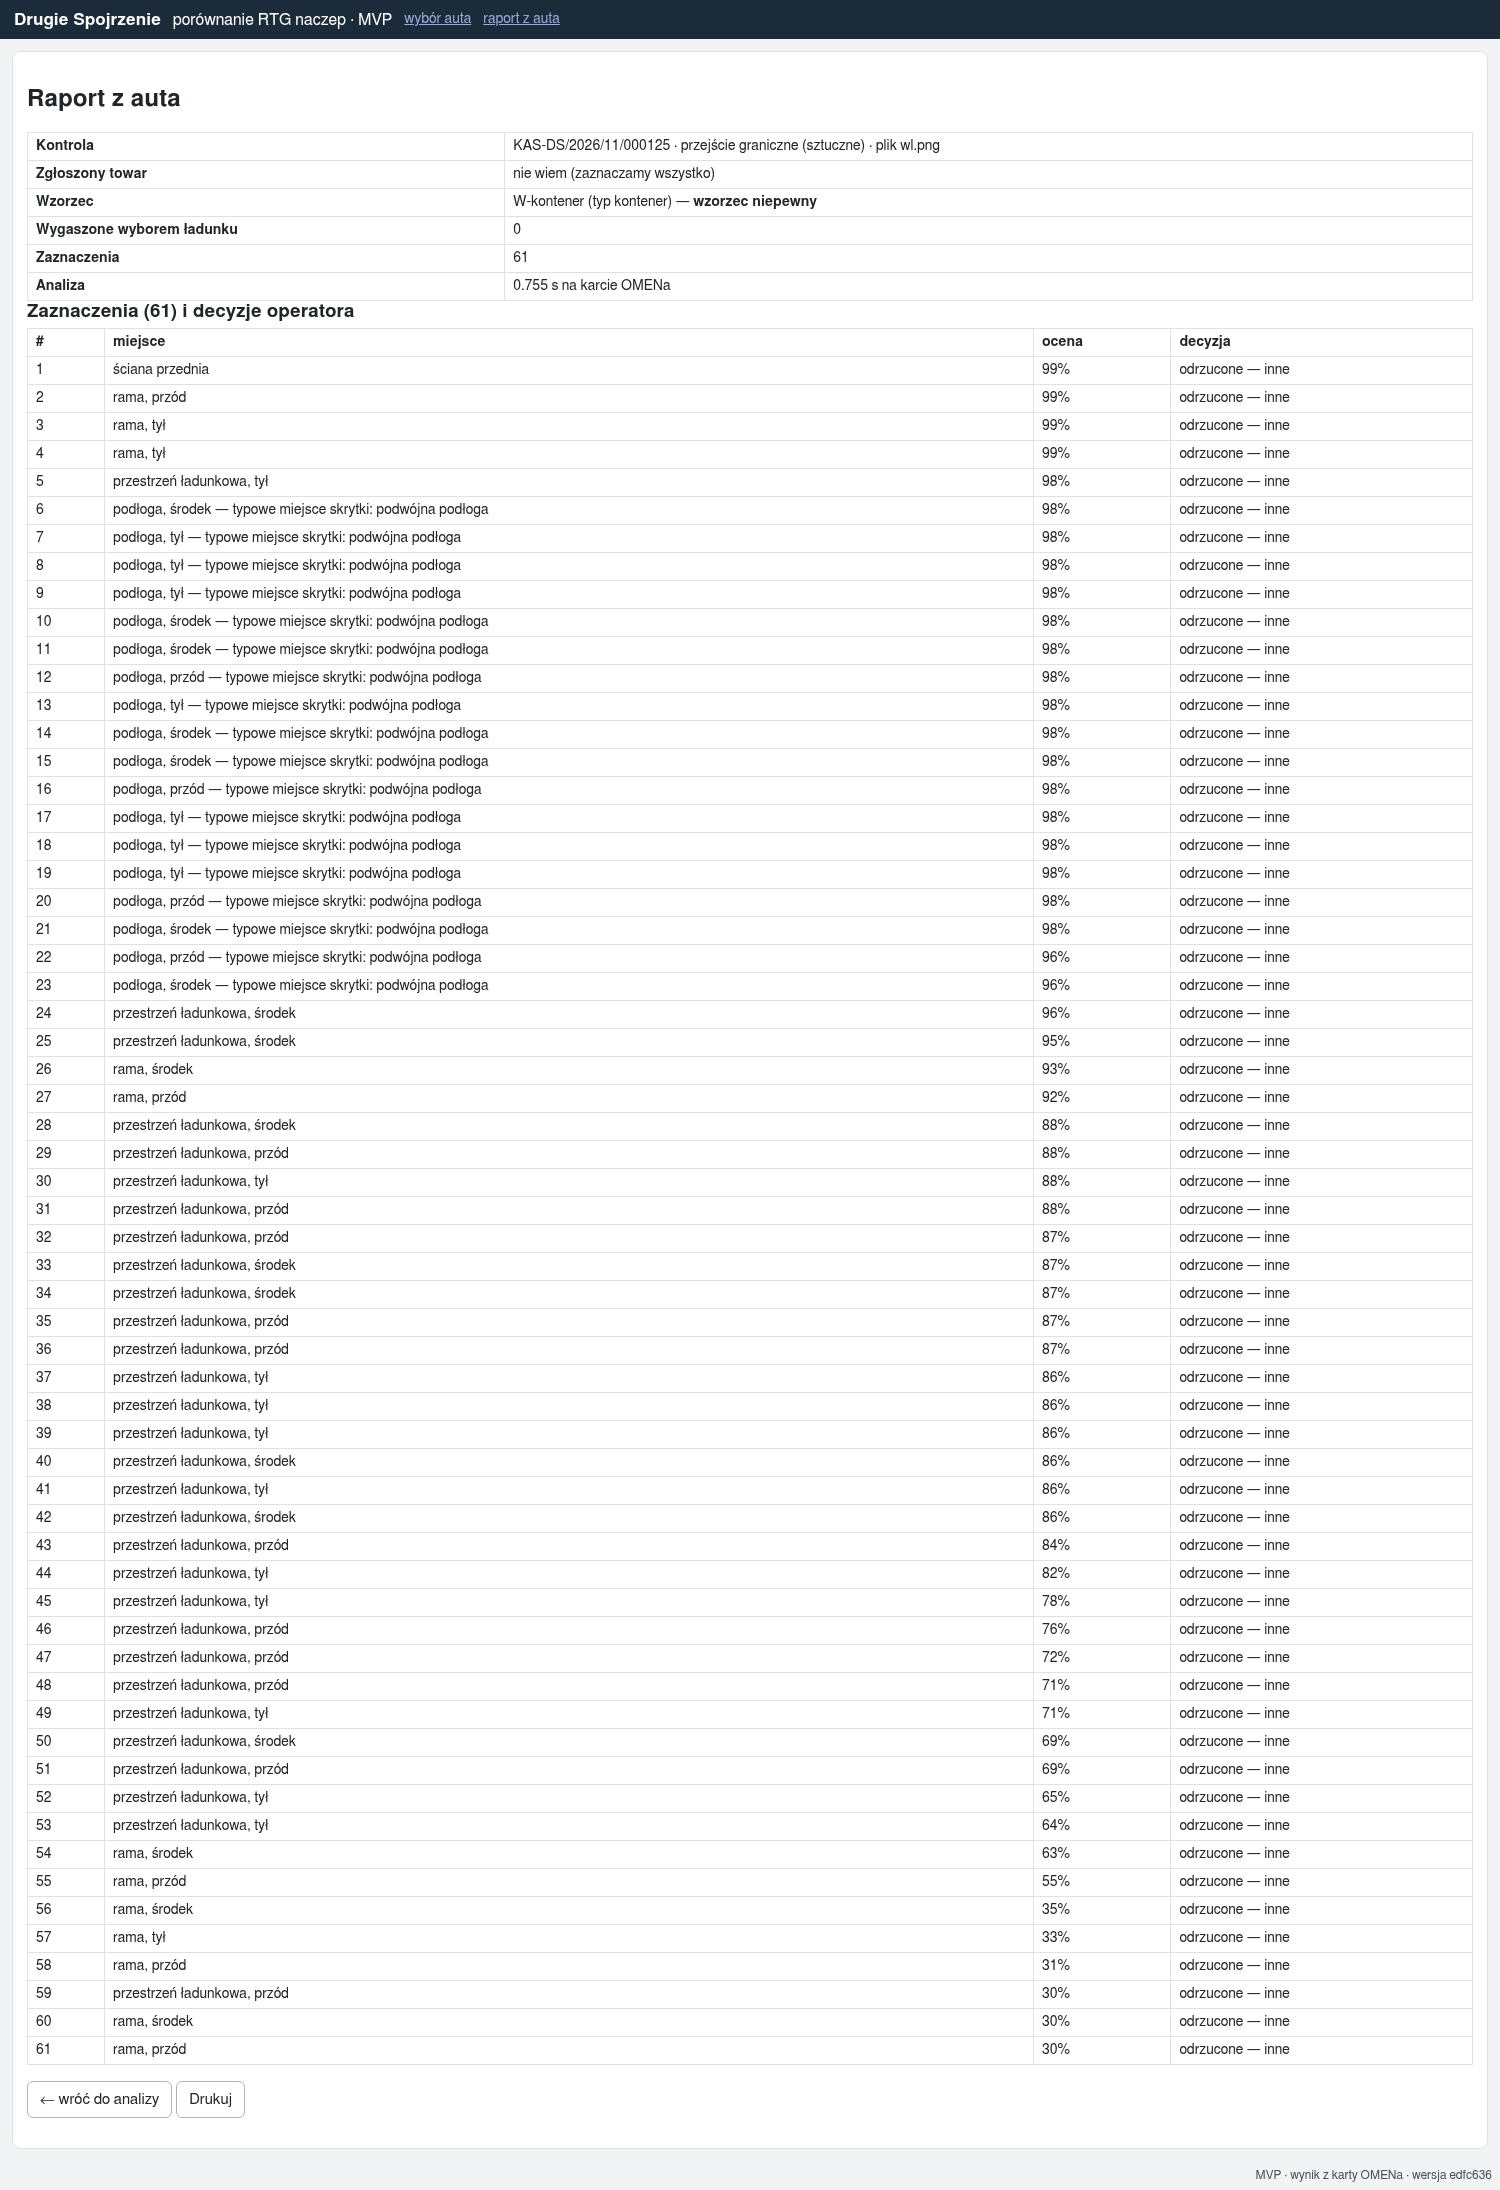 Drugie Spojrzenie porównanie RTG naczep · MVP wybór auta raport z auta
Raport z auta
Kontrola KAS-DS/2026/11/000125 · przejście graniczne (sztuczne) · plik wl.png
Zgłoszony towar nie wiem (zaznaczamy wszystko)
Wzorzec W-kontener (typ kontener) — wzorzec niepewny
Wygaszone wyborem ładunku 0
Zaznaczenia 61
Analiza 0.755 s na karcie OMENa
Zaznaczenia (61) i decyzje operatora
# miejsce ocena decyzja
1 ściana przednia 99% odrzucone — inne
2 rama, przód 99% odrzucone — inne
3 rama, tył 99% odrzucone — inne
4 rama, tył 99% odrzucone — inne
5 przestrzeń ładunkowa, tył 98% odrzucone — inne
6 podłoga, środek — typowe miejsce skrytki: podwójna podłoga 98% odrzucone — inne
7 podłoga, tył — typowe miejsce skrytki: podwójna podłoga 98% odrzucone — inne
8 podłoga, tył — typowe miejsce skrytki: podwójna podłoga 98% odrzucone — inne
9 podłoga, tył — typowe miejsce skrytki: podwójna podłoga 98% odrzucone — inne
10 podłoga, środek — typowe miejsce skrytki: podwójna podłoga 98% odrzucone — inne
11 podłoga, środek — typowe miejsce skrytki: podwójna podłoga 98% odrzucone — inne
12 podłoga, przód — typowe miejsce skrytki: podwójna podłoga 98% odrzucone — inne
13 podłoga, tył — typowe miejsce skrytki: podwójna podłoga 98% odrzucone — inne
14 podłoga, środek — typowe miejsce skrytki: podwójna podłoga 98% odrzucone — inne
15 podłoga, środek — typowe miejsce skrytki: podwójna podłoga 98% odrzucone — inne
16 podłoga, przód — typowe miejsce skrytki: podwójna podłoga 98% odrzucone — inne
17 podłoga, tył — typowe miejsce skrytki: podwójna podłoga 98% odrzucone — inne
18 podłoga, tył — typowe miejsce skrytki: podwójna podłoga 98% odrzucone — inne
19 podłoga, tył — typowe miejsce skrytki: podwójna podłoga 98% odrzucone — inne
20 podłoga, przód — typowe miejsce skrytki: podwójna podłoga 98% odrzucone — inne
21 podłoga, środek — typowe miejsce skrytki: podwójna podłoga 98% odrzucone — inne
22 podłoga, przód — typowe miejsce skrytki: podwójna podłoga 96% odrzucone — inne
23 podłoga, środek — typowe miejsce skrytki: podwójna podłoga 96% odrzucone — inne
24 przestrzeń ładunkowa, środek 96% odrzucone — inne
25 przestrzeń ładunkowa, środek 95% odrzucone — inne
26 rama, środek 93% odrzucone — inne
27 rama, przód 92% odrzucone — inne
28 przestrzeń ładunkowa, środek 88% odrzucone — inne
29 przestrzeń ładunkowa, przód 88% odrzucone — inne
30 przestrzeń ładunkowa, tył 88% odrzucone — inne
31 przestrzeń ładunkowa, przód 88% odrzucone — inne
32 przestrzeń ładunkowa, przód 87% odrzucone — inne
33 przestrzeń ładunkowa, środek 87% odrzucone — inne
34 przestrzeń ładunkowa, środek 87% odrzucone — inne
35 przestrzeń ładunkowa, przód 87% odrzucone — inne
36 przestrzeń ładunkowa, przód 87% odrzucone — inne
37 przestrzeń ładunkowa, tył 86% odrzucone — inne
38 przestrzeń ładunkowa, tył 86% odrzucone — inne
39 przestrzeń ładunkowa, tył 86% odrzucone — inne
40 przestrzeń ładunkowa, środek 86% odrzucone — inne
41 przestrzeń ładunkowa, tył 86% odrzucone — inne
42 przestrzeń ładunkowa, środek 86% odrzucone — inne
43 przestrzeń ładunkowa, przód 84% odrzucone — inne
44 przestrzeń ładunkowa, tył 82% odrzucone — inne
45 przestrzeń ładunkowa, tył 78% odrzucone — inne
46 przestrzeń ładunkowa, przód 76% odrzucone — inne
47 przestrzeń ładunkowa, przód 72% odrzucone — inne
48 przestrzeń ładunkowa, przód 71% odrzucone — inne
49 przestrzeń ładunkowa, tył 71% odrzucone — inne
50 przestrzeń ładunkowa, środek 69% odrzucone — inne
51 przestrzeń ładunkowa, przód 69% odrzucone — inne
52 przestrzeń ładunkowa, tył 65% odrzucone — inne
53 przestrzeń ładunkowa, tył 64% odrzucone — inne
54 rama, środek 63% odrzucone — inne
55 rama, przód 55% odrzucone — inne
56 rama, środek 35% odrzucone — inne
57 rama, tył 33% odrzucone — inne
58 rama, przód 31% odrzucone — inne
59 przestrzeń ładunkowa, przód 30% odrzucone — inne
60 rama, środek 30% odrzucone — inne
61 rama, przód 30% odrzucone — inne
← wróć do analizy Drukuj
MVP · wynik z karty OMENa · wersja edfc636